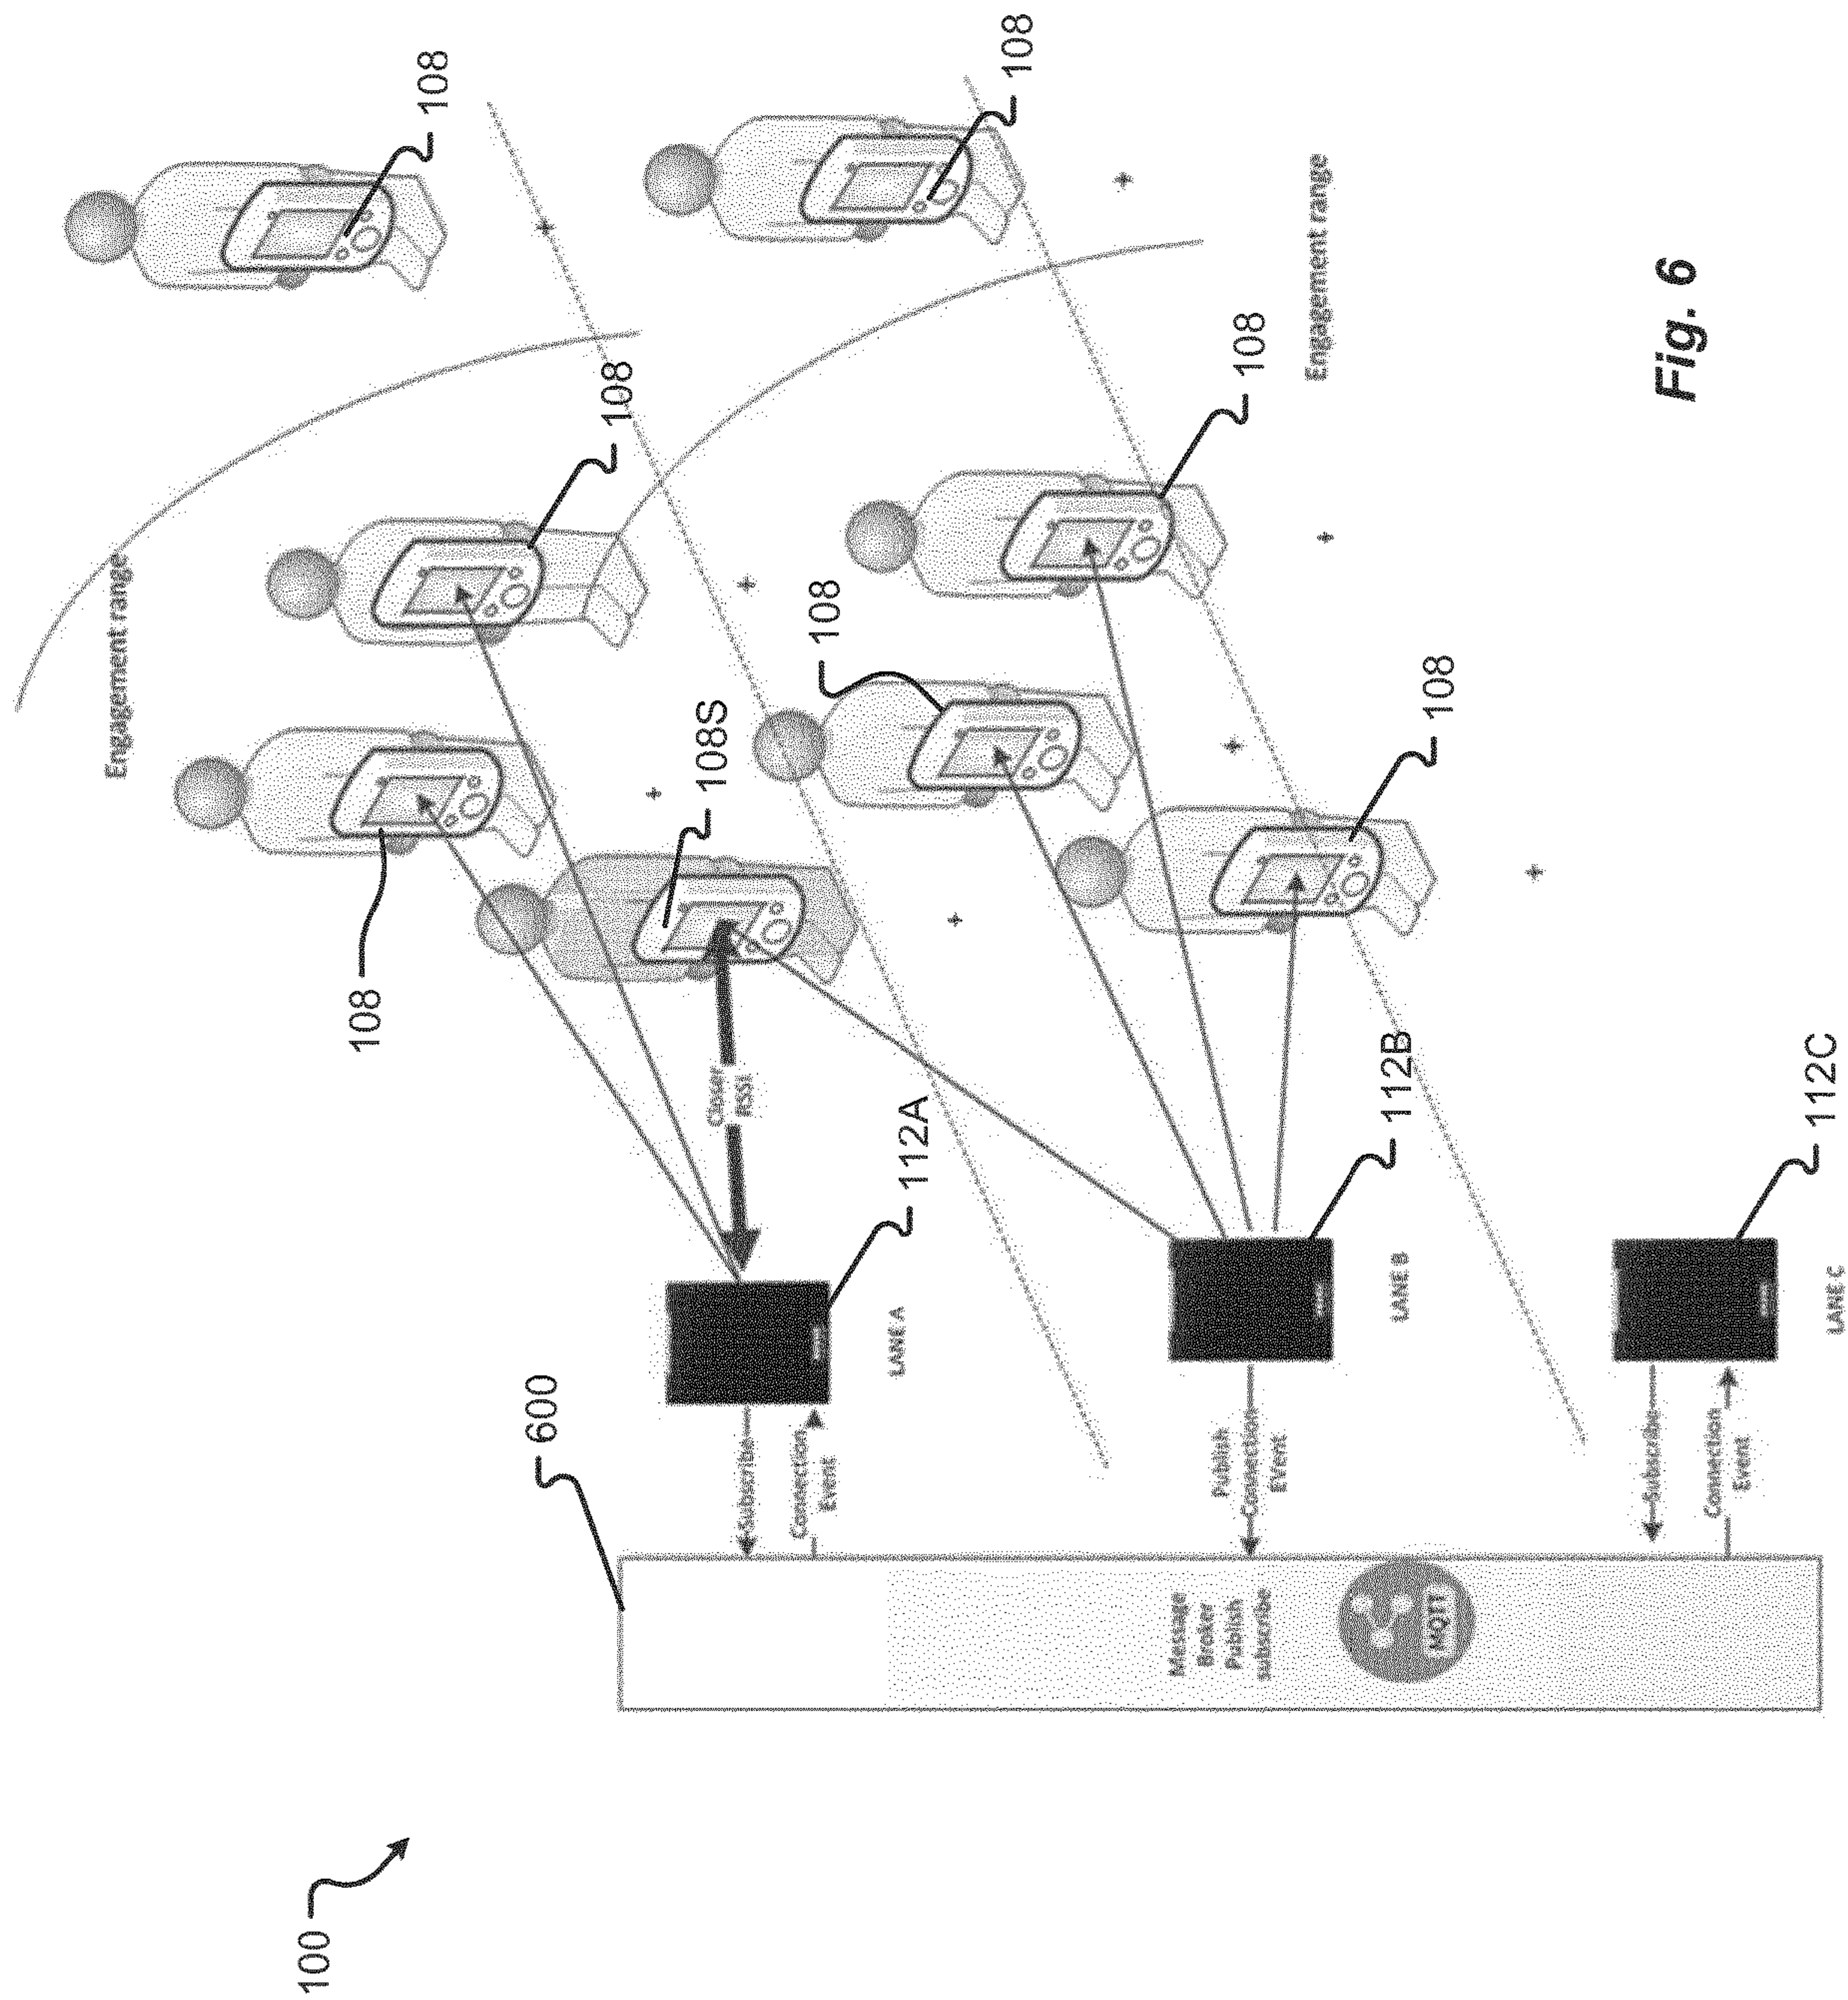 100
600
Message
Broker
Publish
subscribe
MQTT
Subscribe
Connection
Event
Publish
Connection
Event
Subscribe
Connection
Event
LANE A
LANE B
LANE C
112A
112B
112C
Closer
RSSI
108
108S
108
108
108
108
108
108
Engagement range
Engagement range
Fig. 6